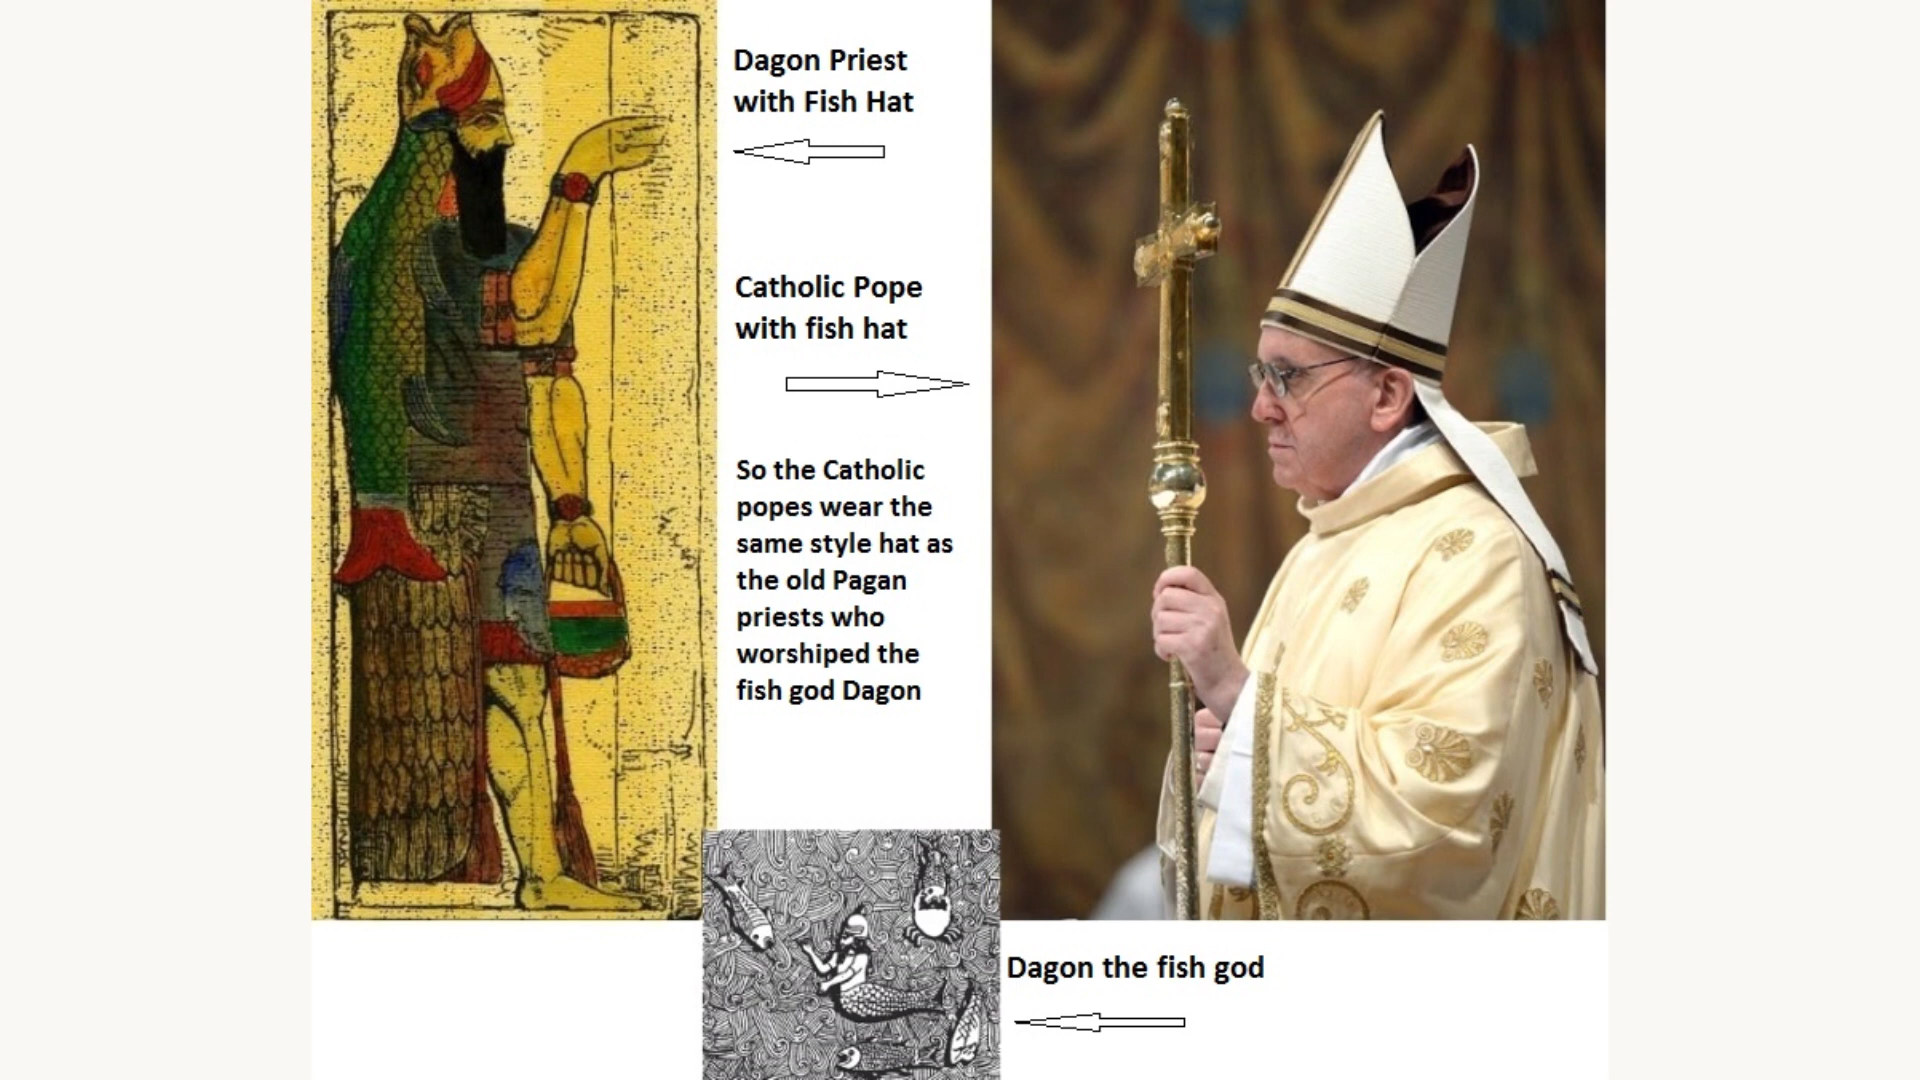 Dagon Priest
with Fish Hat
Catholic Pope
with fish hat
So the Catholic
popes wear the
same style hat as
the old Pagan
priests who
worshiped the
fish god Dagon
Dagon the fish god